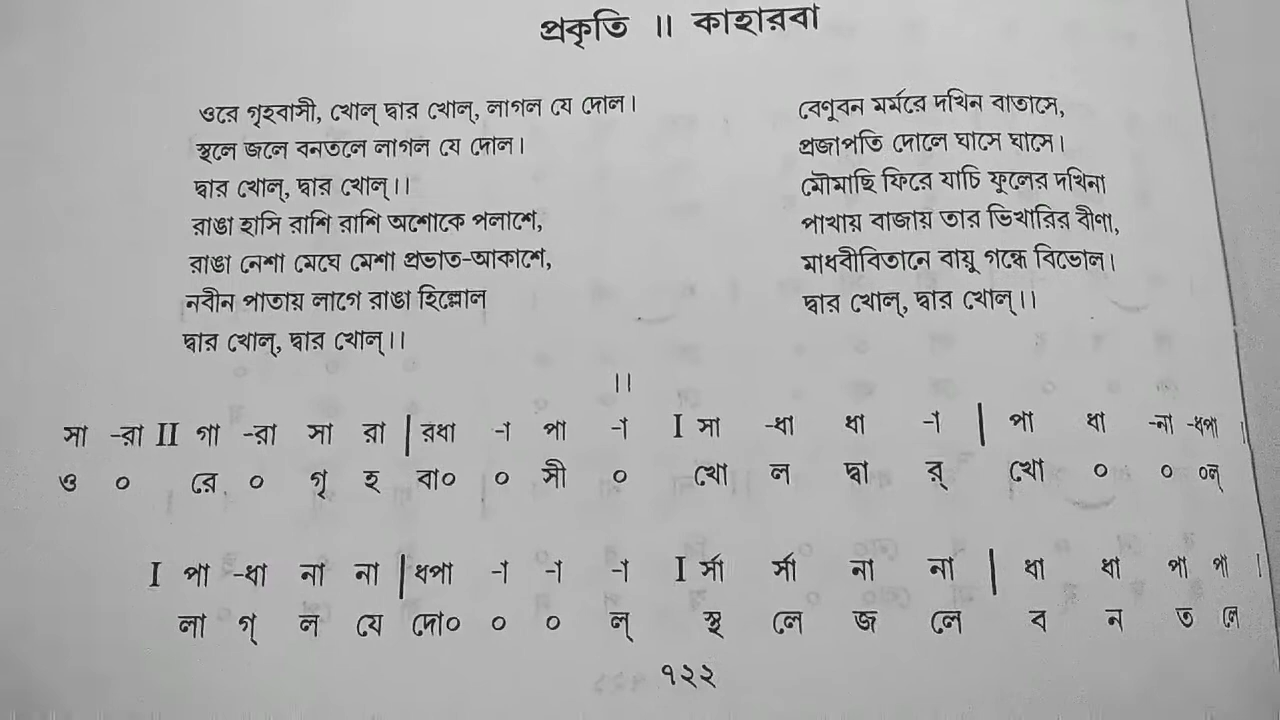 প্রকৃতি ॥ কাহারবা
ওরে গৃহবাসী, খোল্ দ্বার খোল্, লাগল যে দোল।
স্থলে জলে বনতলে লাগল যে দোল।
দ্বার খোল্, দ্বার খোল্।।
রাঙা হাসি রাশি রাশি অশোকে পলাশে,
রাঙা নেশা মেঘে মেশা প্রভাত-আকাশে,
নবীন পাতায় লাগে রাঙা হিল্লোল
দ্বার খোল্, দ্বার খোল্।।
বেণুবন মর্মরে দখিন বাতাসে,
প্রজাপতি দোলে ঘাসে ঘাসে।
মৌমাছি ফিরে যাচি ফুলের দখিনা
পাখায় বাজায় তার ভিখারির বীণা,
মাধবীবিতানে বায়ু গন্ধে বিভোল।
দ্বার খোল্, দ্বার খোল্।।
।।
সা -রা II গা -রা সা রা | রধা -া পা -া I সা -ধা ধা -া | পা ধা -না -ধপা ।
ও ০ রে ০ গৃ হ বা০ ০ সী ০ খো ল দ্বা র্ খো ০ ০ ০ল্
I পা -ধা না না | ধপা -া -া -া I র্সা র্সা না না | ধা ধা পা পা ।
লা গ্ ল যে দো০ ০ ০ ল্ স্থ লে জ লে ব ন ত লে
১২২